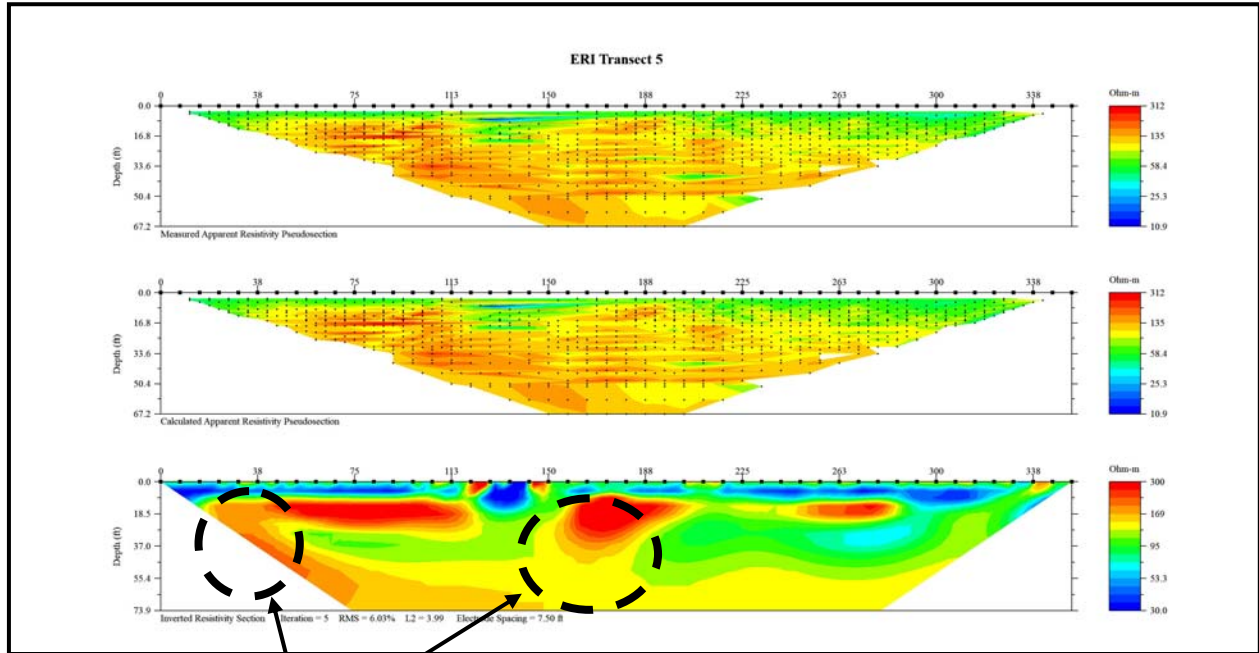 ERI Transect 5
0 38 75 113 150 188 225 263 300 338 Ohm-m
0.0 312
16.8 135
Depth (ft) 33.6 58.4
50.4 25.3
67.2 10.9
Measured Apparent Resistivity Pseudosection
0 38 75 113 150 188 225 263 300 338 Ohm-m
0.0 312
16.8 135
Depth (ft) 33.6 58.4
50.4 25.3
67.2 10.9
Calculated Apparent Resistivity Pseudosection
0 38 75 113 150 188 225 263 300 338 Ohm-m
0.0 300
18.5 169
Depth (ft) 37.0 95
55.4 53.3
73.9 30.0
Inverted Resistivity Section Iteration = 5 RMS = 6.03% L2 = 3.99 Electrode Spacing = 7.50 ft